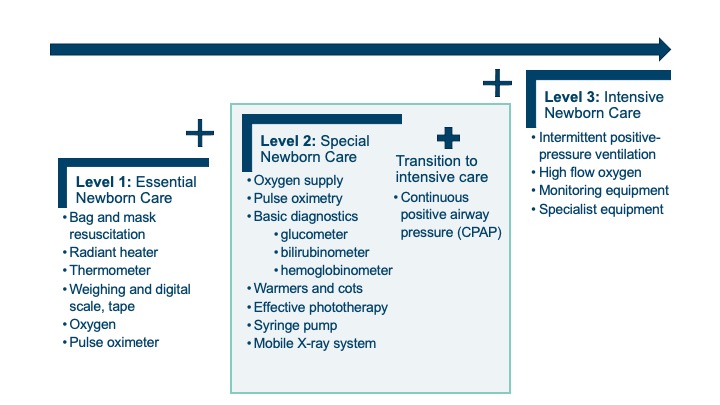 Level 1: Essential
Newborn Care
• Bag and mask
resuscitation
• Radiant heater
• Thermometer
• Weighing and digital
scale, tape
• Oxygen
• Pulse oximeter
Level 2: Special
Newborn Care
• Oxygen supply
• Pulse oximetry
• Basic diagnostics
• glucometer
• bilirubinometer
• hemoglobinometer
• Warmers and cots
• Effective phototherapy
• Syringe pump
• Mobile X-ray system
Transition to
intensive care
• Continuous
positive airway
pressure (CPAP)
Level 3: Intensive
Newborn Care
• Intermittent positive-
pressure ventilation
• High flow oxygen
• Monitoring equipment
• Specialist equipment